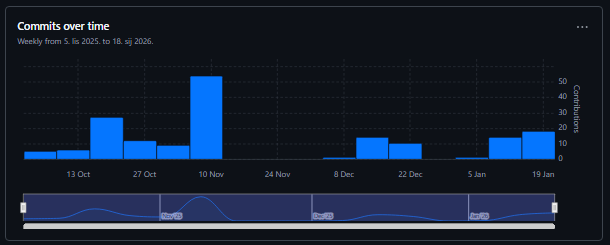 Commits over time
Weekly from 5. lis 2025. to 18. sij 2026.
50
40
30
20
10
0
Contributions
13 Oct
27 Oct
10 Nov
24 Nov
8 Dec
22 Dec
5 Jan
19 Jan
Nov '25
Dec '25
Jan '26